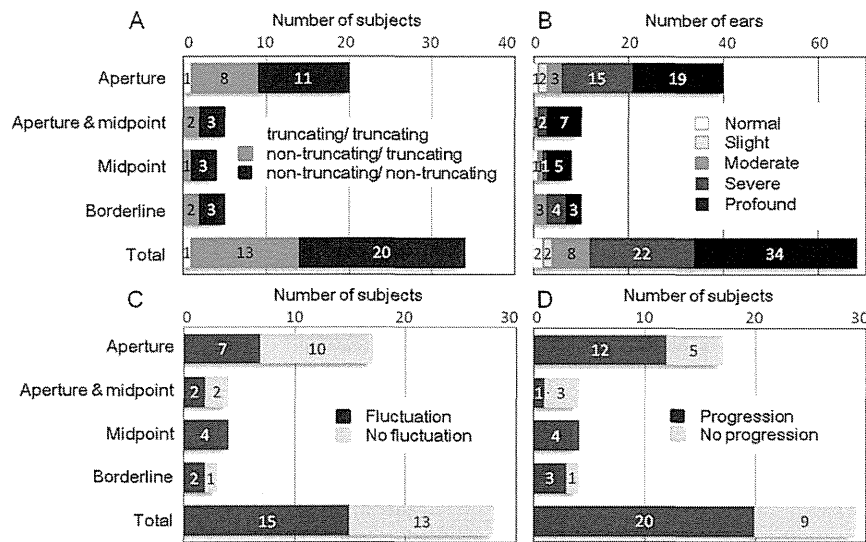 A
Number of subjects
0 10 20 30 40
Aperture 1 8 11
Aperture & midpoint 2 3
Midpoint 1 3
Borderline 2 3
Total 1 13 20
truncating/ truncating
non-truncating/ truncating
non-truncating/ non-truncating
B
Number of ears
0 20 40 60
1 2 3 15 19
1 2 7
1 1 5
3 4 3
2 2 8 22 34
Normal
Slight
Moderate
Severe
Profound
C
Number of subjects
0 10 20 30
Aperture 7 10
Aperture & midpoint 2 2
Midpoint 4
Borderline 2 1
Total 15 13
Fluctuation
No fluctuation
D
Number of subjects
0 10 20 30
12 5
1 3
4
3 1
20 9
Progression
No progression